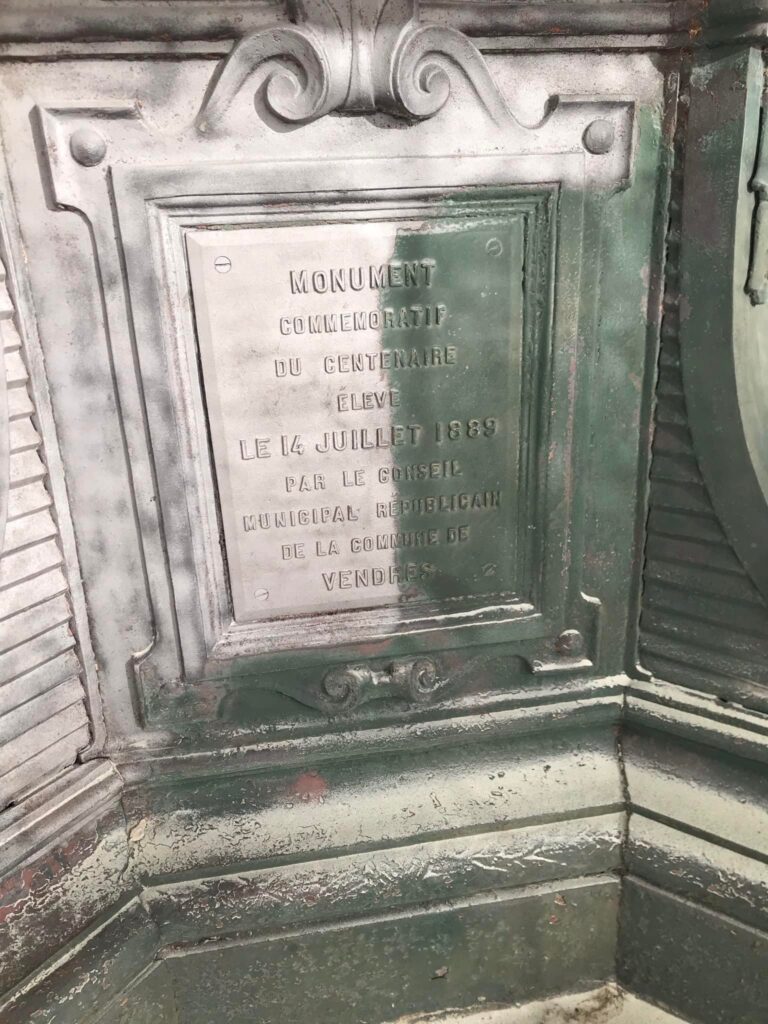 MONUMENT
COMMEMORATIF
DU CENTENAIRE
ÉLEVÉ
LE 14 JUILLET 1889
PAR LE CONSEIL
MUNICIPAL RÉPUBLICAIN
DE LA COMMUNE DE
VENDRES